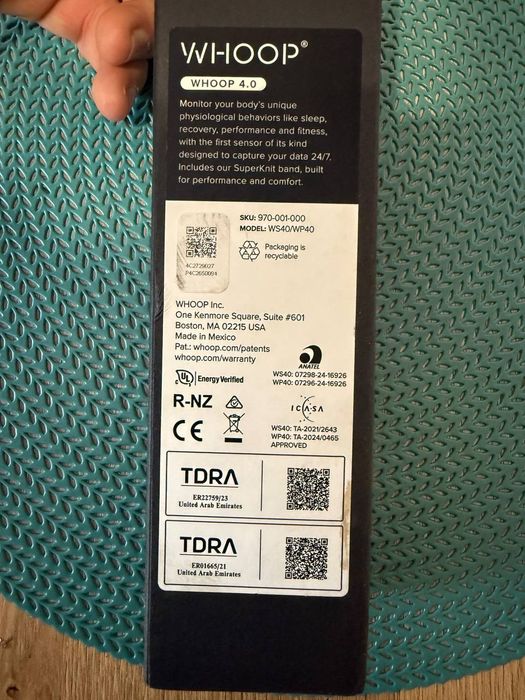 WHOOP®
WHOOP 4.0
Monitor your body's unique
physiological behaviors like sleep,
recovery, performance and fitness,
with the first sensor of its kind
designed to capture your data 24/7.
Includes our SuperKnit band, built
for performance and comfort.
SKU: 970-001-000
MODEL: WS40/WP40
Packaging is
recyclable
4C2729627
P4C2650094
WHOOP Inc.
One Kenmore Square, Suite #601
Boston, MA 02215 USA
Made in Mexico
Pat.: whoop.com/patents
whoop.com/warranty
ANATEL
UL Energy Verified
WS40: 07298-24-16926
WP40: 07296-24-16926
R-NZ
ICASA
CE
WS40: TA-2021/2643
WP40: TA-2024/0465
APPROVED
TDRA
ER22759/23
United Arab Emirates
TDRA
ER01665/21
United Arab Emirates